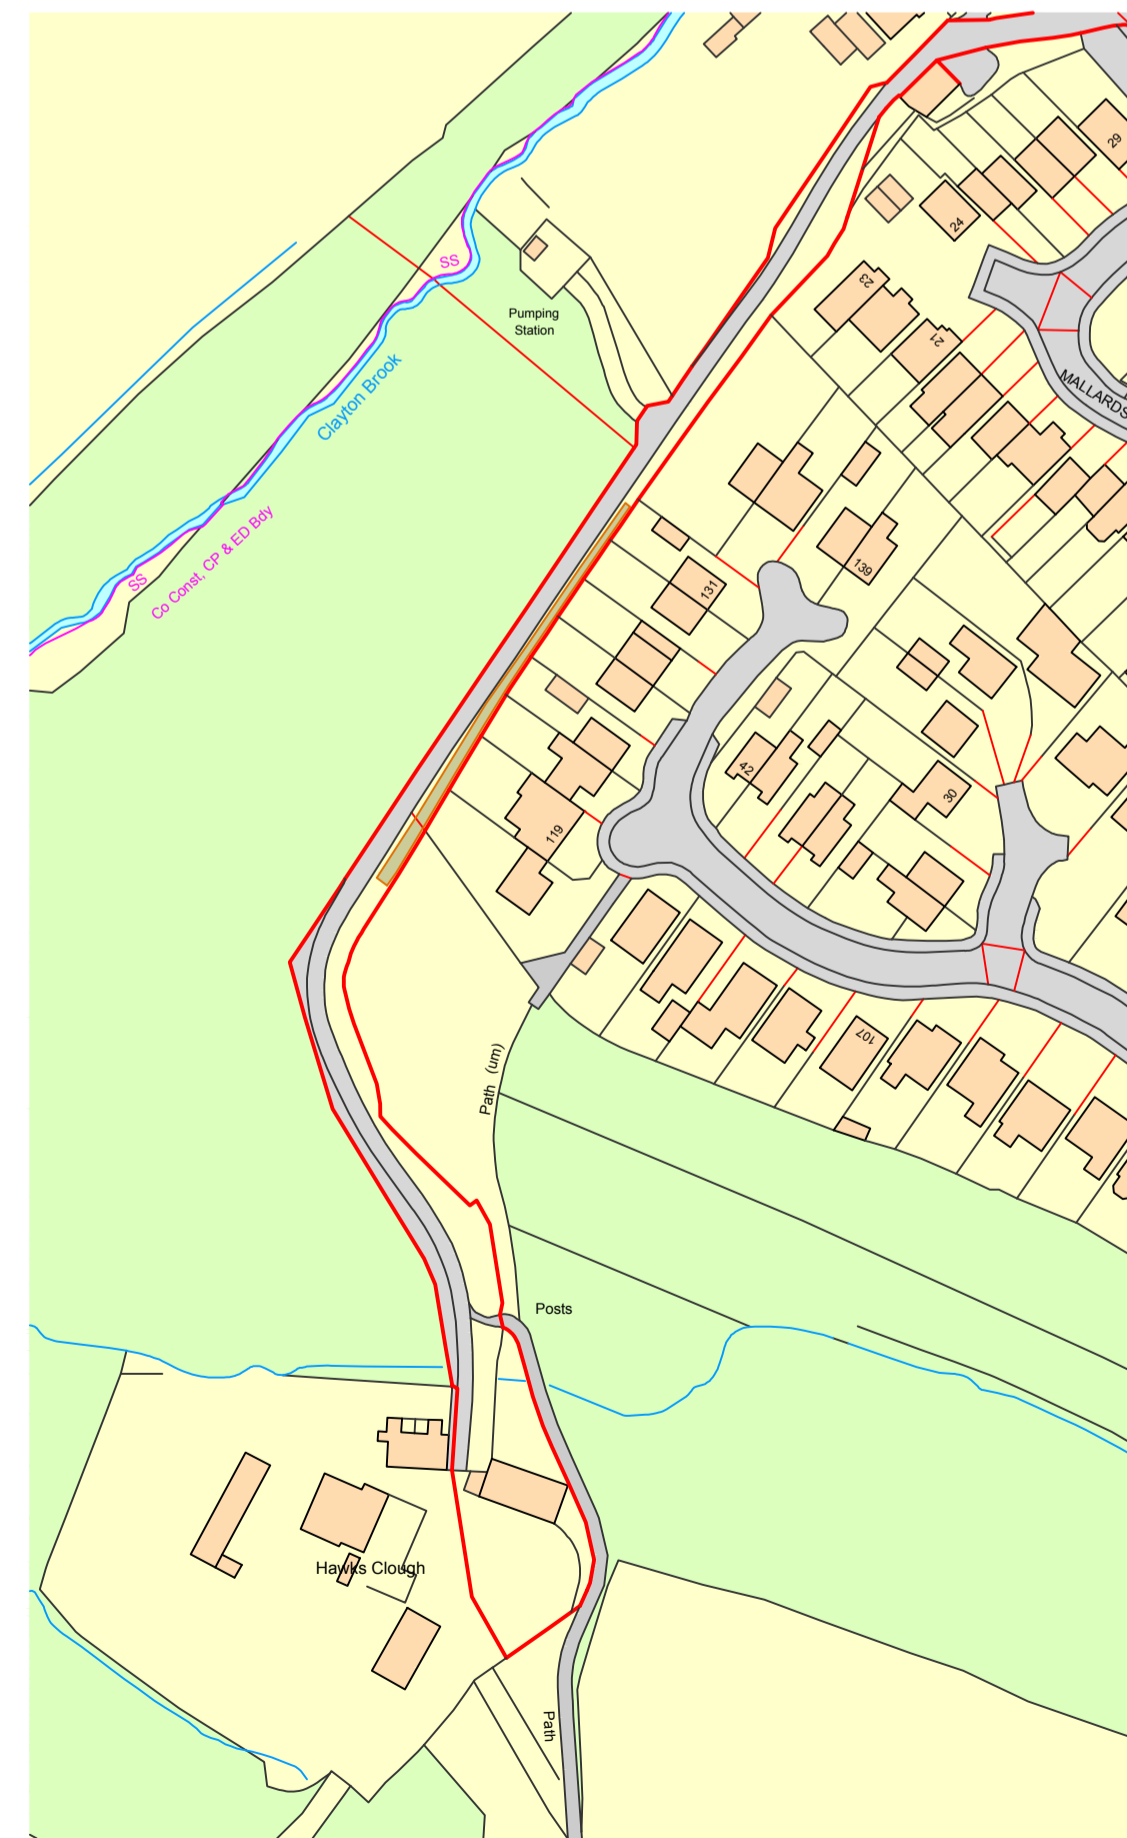 29
24
23
21
SS
Pumping
Station
MALLARDS
Clayton Brook
139
131
SS
Co Const, CP & ED Bdy
42
30
119
107
Path (um)
Posts
Hawks Clough
Path